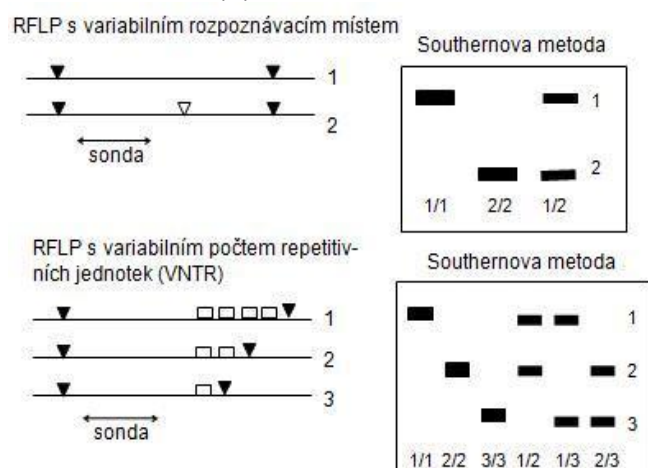 RFLP s variabilním rozpoznávacím místem
1
2
sonda
Southernova metoda
1
2
1/1 2/2 1/2
RFLP s variabilním počtem repetitiv-
ních jednotek (VNTR)
1
2
3
sonda
Southernova metoda
1
2
3
1/1 2/2 3/3 1/2 1/3 2/3